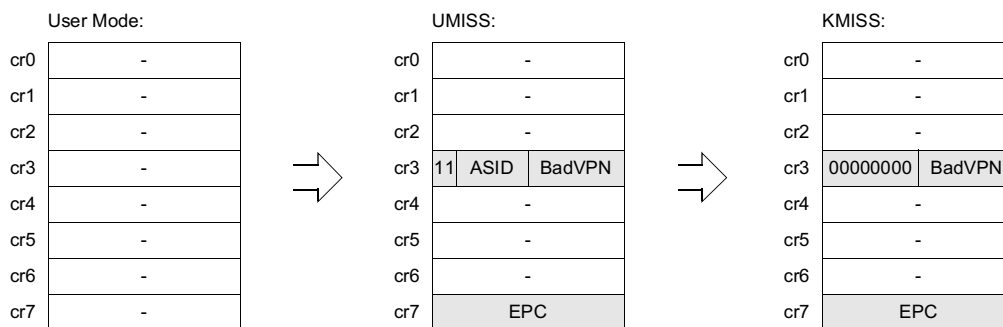 User Mode: UMISS: KMISS:
cr0 - cr0 - cr0 -
cr1 - cr1 - cr1 -
cr2 - cr2 - cr2 -
cr3 - cr3 11 ASID BadVPN cr3 00000000 BadVPN
cr4 - cr4 - cr4 -
cr5 - cr5 - cr5 -
cr6 - cr6 - cr6 -
cr7 - cr7 EPC cr7 EPC